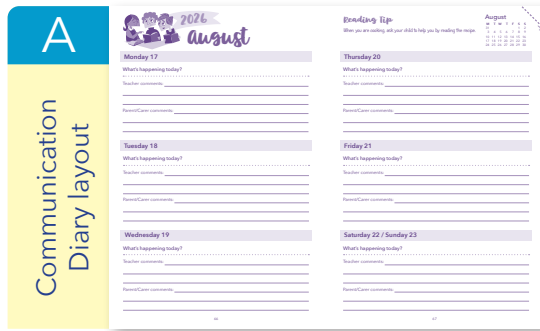 A
Communication
Diary layout
2026
august
Monday 17
What's happening today?
Teacher comments:
Parent/Carer comments:
Tuesday 18
What's happening today?
Teacher comments:
Parent/Carer comments:
Wednesday 19
What's happening today?
Teacher comments:
Parent/Carer comments:
Reading Tip
When you are cooking, ask your child to help you by reading the recipe.
August
M T W T F S S
Thursday 20
What's happening today?
Teacher comments:
Parent/Carer comments:
Friday 21
What's happening today?
Teacher comments:
Parent/Carer comments:
Saturday 22 / Sunday 23
What's happening today?
Teacher comments:
Parent/Carer comments: